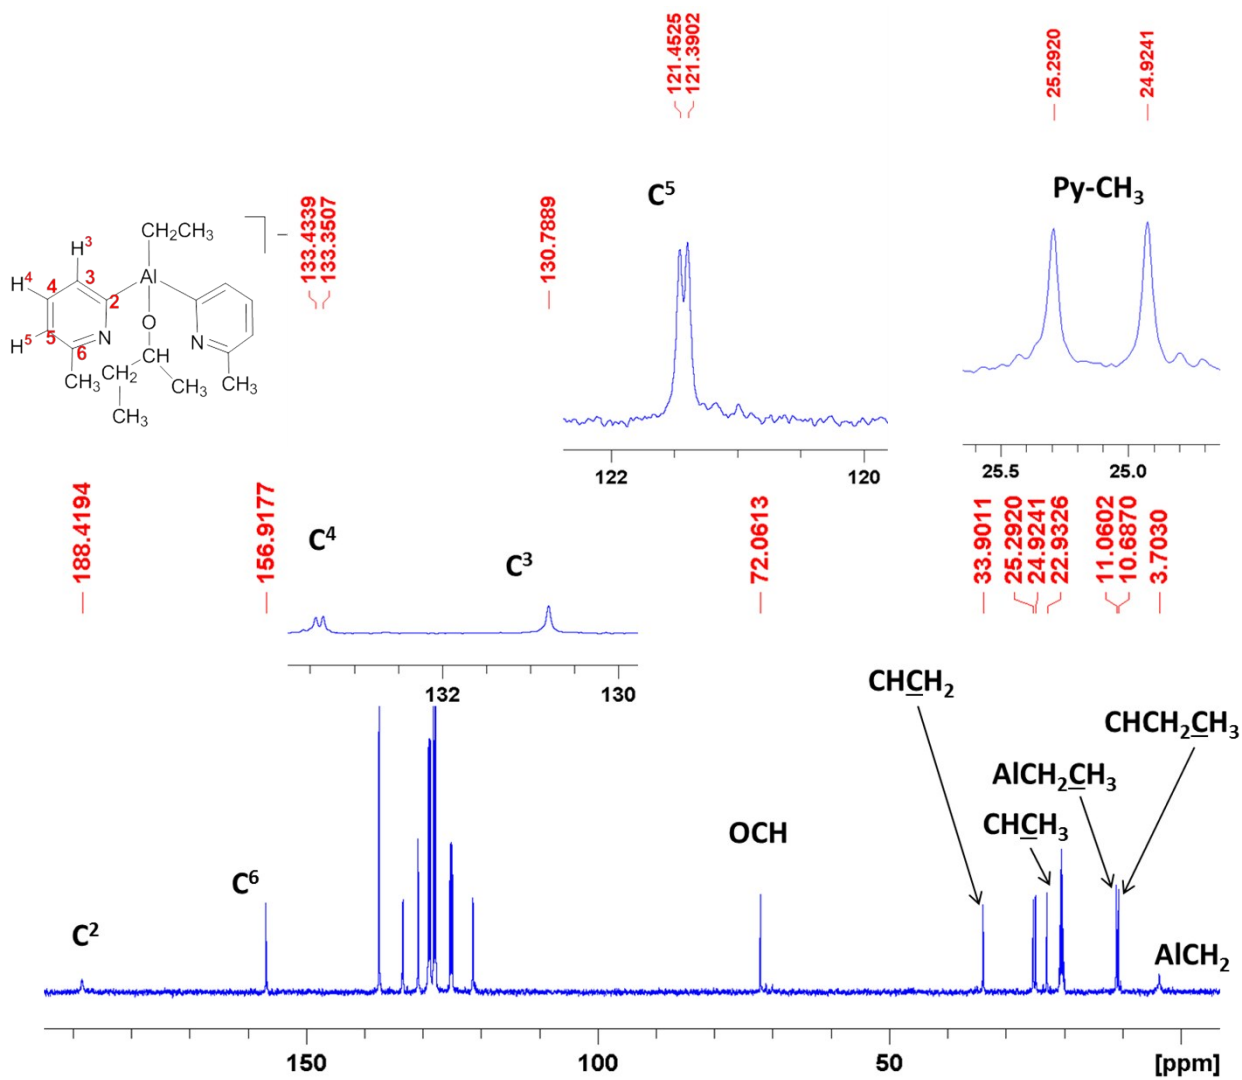 121.4525
121.3902
25.2920
24.9241
C5
Py-CH3
133.4339
133.3507
130.7889
CH2CH3
–
H3
H4
4
3
Al
2
H5
5
N
6
O
N
CH3
CH
CH2
CH3
CH3
CH3
122
120
25.5
25.0
188.4194
156.9177
C4
C3
72.0613
33.9011
25.2920
24.9241
22.9326
11.0602
10.6870
3.7030
132
130
CHCH2
CHCH2CH3
AlCH2CH3
CHCH3
OCH
C6
C2
AlCH2
150
100
50
[ppm]